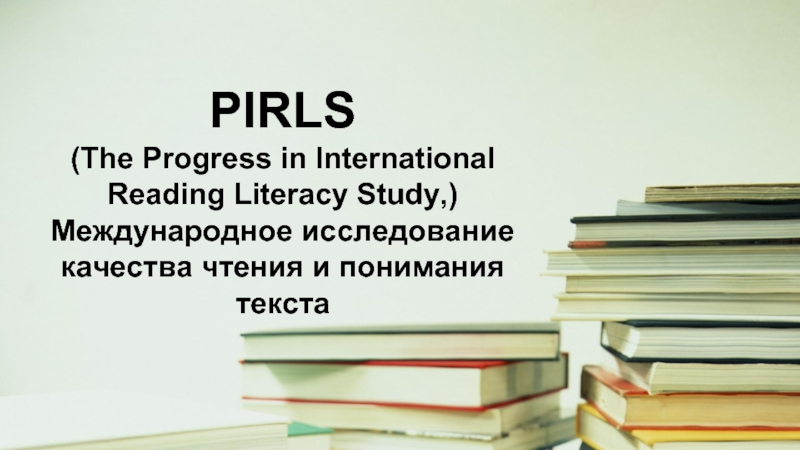 PIRLS
(The Progress in International
Reading Literacy Study,)
Международное исследование
качества чтения и понимания
текста